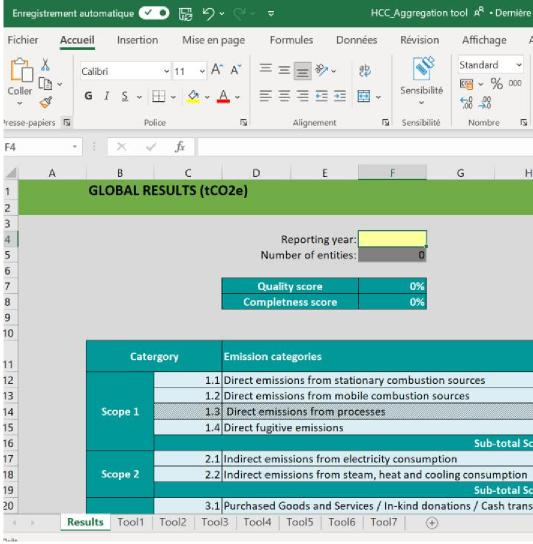 Enregistrement automatique HCC_Aggregation tool • Dernière
Fichier Accueil Insertion Mise en page Formules Données Révision Affichage
Coller Calibri 11 A A Standard
G I S A Sensibilité % 000
Presse-papiers Police Alignement Sensibilité Nombre
F4 fx
A B C D E F G H
1 GLOBAL RESULTS (tCO2e)
2
3
4 Reporting year:
5 Number of entities: 0
6
7 Quality score 0%
8 Completness score 0%
9
10
11 Catergory Emission categories
12 1.1 Direct emissions from stationary combustion sources
13 1.2 Direct emissions from mobile combustion sources
14 Scope 1 1.3 Direct emissions from processes
15 1.4 Direct fugitive emissions
16 Sub-total Sc
17 2.1 Indirect emissions from electricity consumption
18 Scope 2 2.2 Indirect emissions from steam, heat and cooling consumption
19 Sub-total Sc
20 3.1 Purchased Goods and Services / In-kind donations / Cash trans
Results Tool1 Tool2 Tool3 Tool4 Tool5 Tool6 Tool7